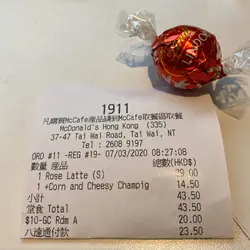 LINDOR
1911
凡購買McCafe產品請到McCafe取餐區取餐
McDonald's Hong Kong (335)
37-47 Tai Wai Road, Tai Wai, NT
Tel : 2608 9197
ORD #11 -REG #19- 07/03/2020 08:27:08
數量 產品 總數(HKD$)
1 Rose Latte (S) 29.00
1 +Corn and Cheesy Champig 14.50
小計 43.50
堂食 Total 43.50
$10-GC Rdm A 20.00
八達通付款 23.50